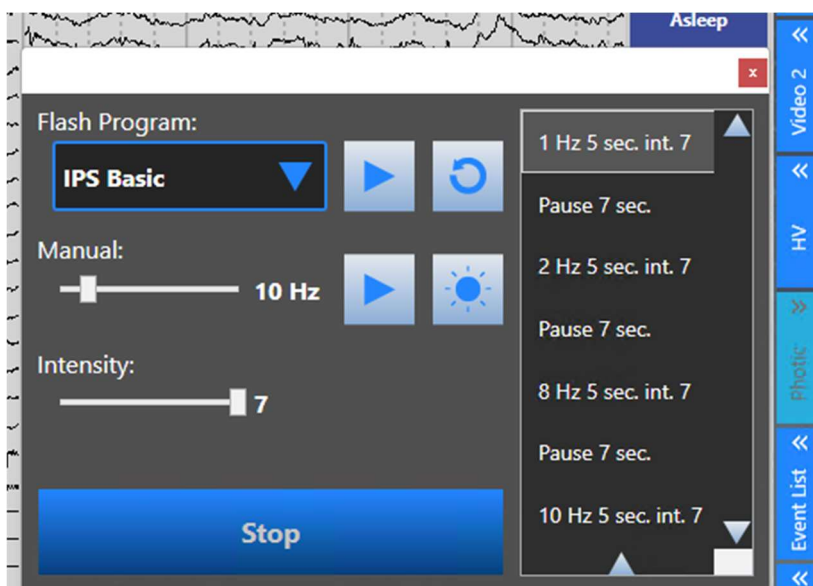 Asleep
Flash Program:
IPS Basic
Manual:
10 Hz
Intensity:
7
Stop
1 Hz 5 sec. int. 7
Pause 7 sec.
2 Hz 5 sec. int. 7
Pause 7 sec.
8 Hz 5 sec. int. 7
Pause 7 sec.
10 Hz 5 sec. int. 7
x
Video 2
HV
Photic
Event List